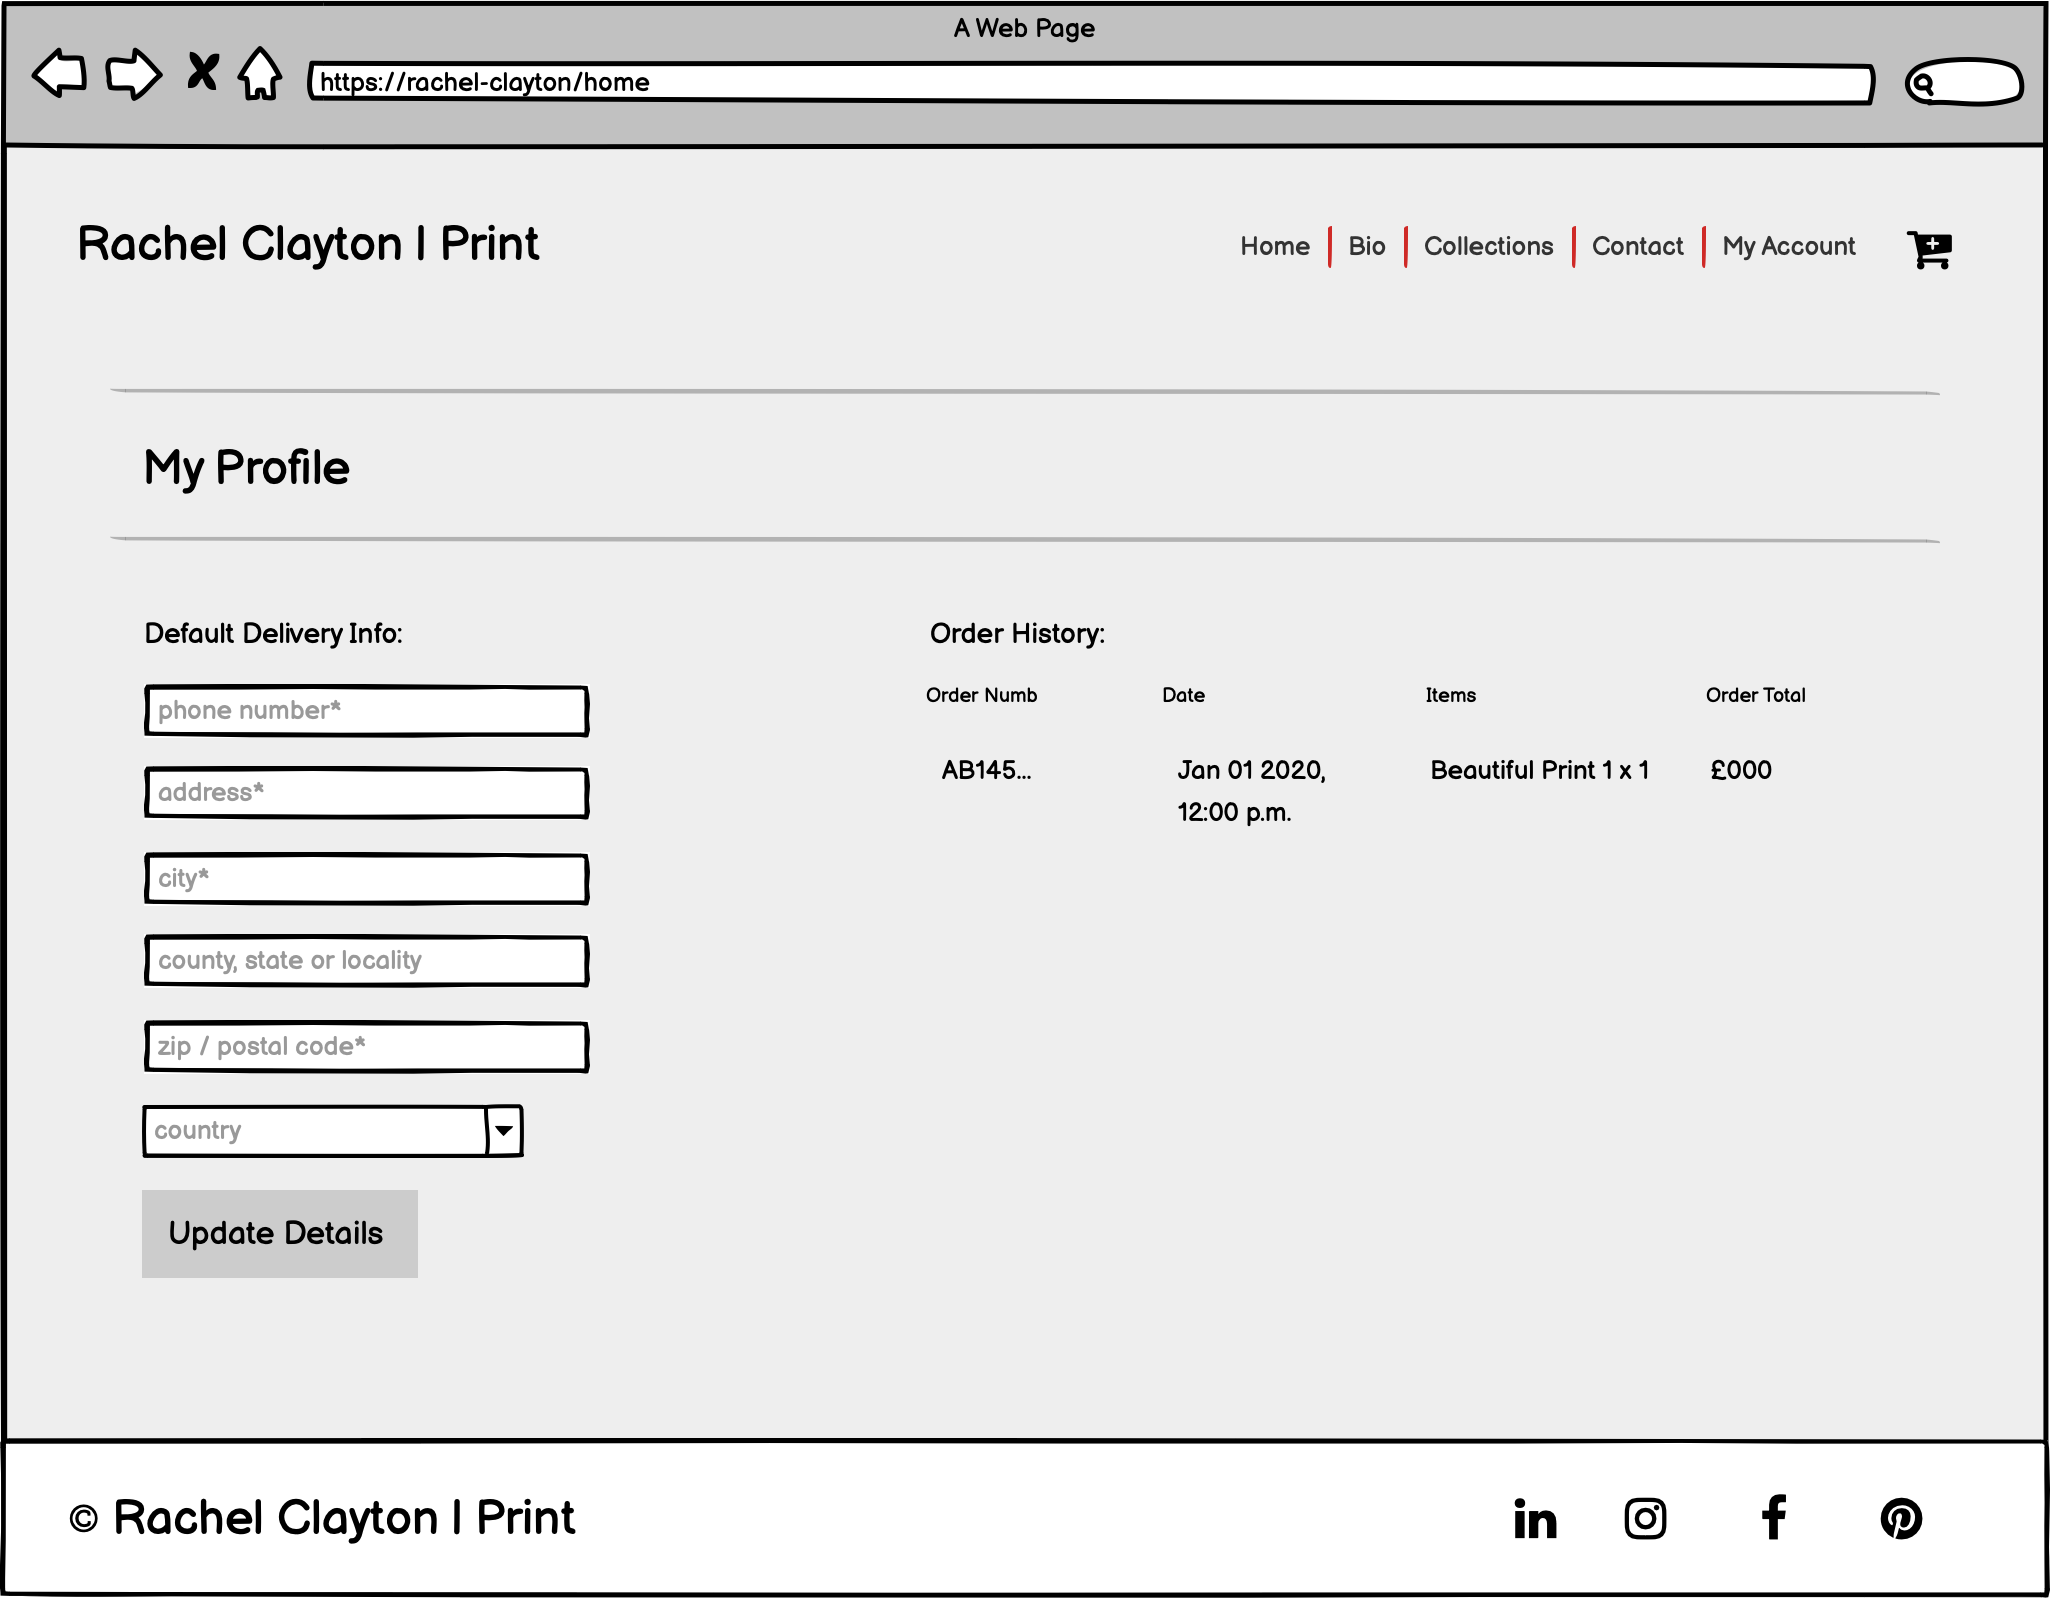 A Web Page
https://rachel-clayton/home
Rachel Clayton | Print
Home | Bio | Collections | Contact | My Account
My Profile
Default Delivery Info:
phone number*
address*
city*
county, state or locality
zip / postal code*
country
Update Details
Order History:
Order Numb Date Items Order Total
AB145... Jan 01 2020, Beautiful Print 1 x 1 £000
12:00 p.m.
© Rachel Clayton | Print